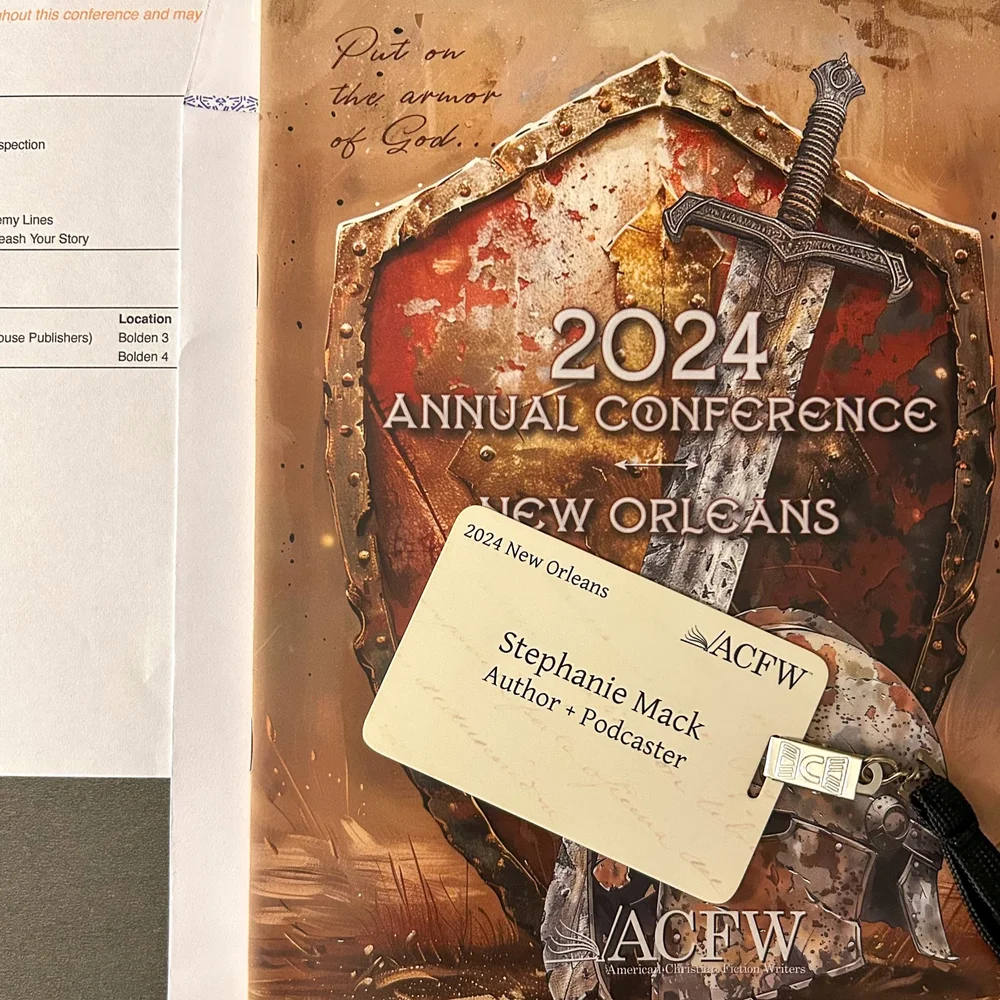 hout this conference and may
spection
emy Lines
eash Your Story
Location
ouse Publishers) Bolden 3
Bolden 4
Put on
the armor
of God...
2024
ANNUAL CONFERENCE
NEW ORLEANS
2024 New Orleans
ACFW
Stephanie Mack
Author + Podcaster
ACFW
American Christian Fiction Writers